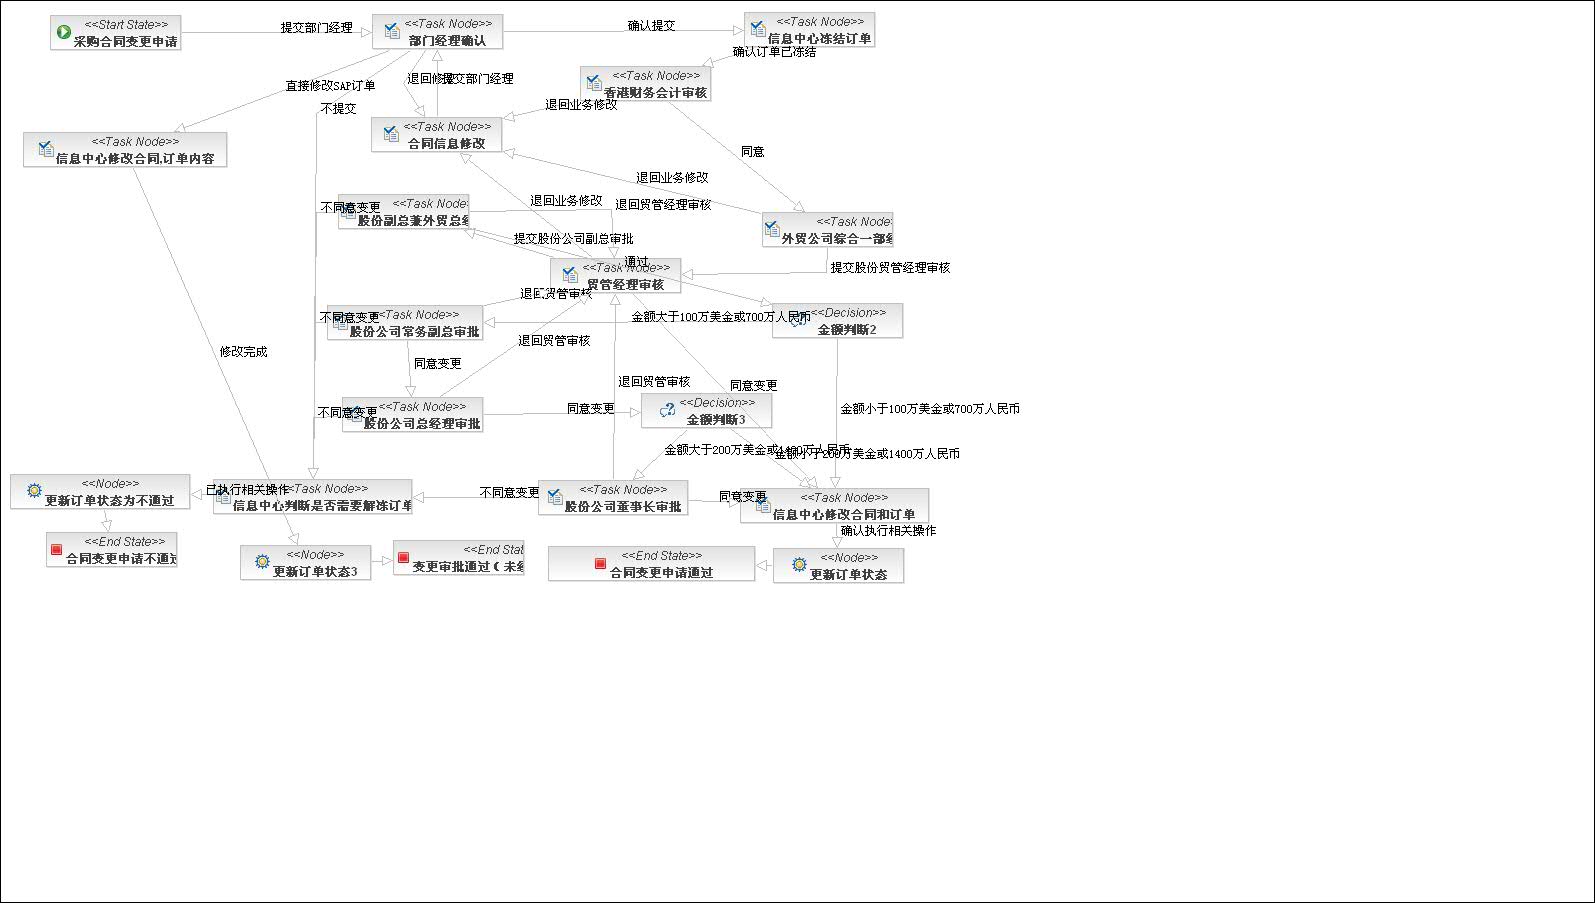 <<Start State>>
采购合同变更申请
提交部门经理
<<Task Node>>
部门经理确认
确认提交
<<Task Node>>
信息中心冻结订单
确认订单已冻结
直接修改SAP订单
退回修改
提交部门经理
<<Task Node>>
香港财务会计审核
不提交
退回业务修改
<<Task Node>>
合同信息修改
<<Task Node>>
信息中心修改合同,订单内容
同意
退回业务修改
不同意变更
<<Task Node
股份副总兼外贸总经
退回业务修改
退回贸管经理审核
<<Task Node
外贸公司综合一部经
提交股份公司副总审批
通过
<<Task Node>>
贸管经理审核
提交股份贸管经理审核
退回贸管审核
不同意变更
<<Task Node>>
股份公司常务副总审批
金额大于100万美金或700万人民币
<<Decision>>
金额判断2
退回贸管审核
修改完成
同意变更
退回贸管审核
同意变更
不同意变更
<<Task Node>>
股份公司总经理审批
同意变更
<<Decision>>
金额判断3
金额小于100万美金或700万人民币
金额大于200万美金或1400万人民币
金额小于200万美金或1400万人民币
<<Node>>
更新订单状态为不通过
已执行相关操作
<<Task Node>>
信息中心判断是否需要解冻订单
不同意变更
<<Task Node>>
股份公司董事长审批
同意变更
<<Task Node>>
信息中心修改合同和订单
确认执行相关操作
<<End State>>
合同变更申请不通过
<<Node>>
更新订单状态3
<<End Stat
变更审批通过(未经
<<End State>>
合同变更申请通过
<<Node>>
更新订单状态